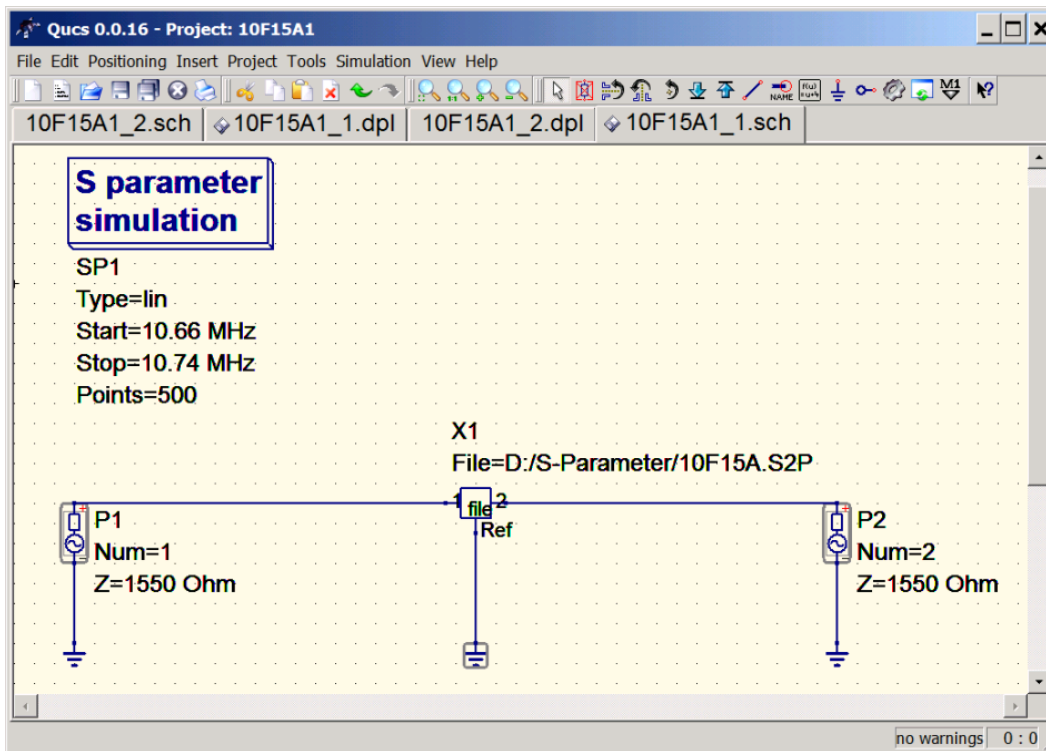 Qucs 0.0.16 - Project: 10F15A1
File Edit Positioning Insert Project Tools Simulation View Help
NAME
M1
10F15A1_2.sch 10F15A1_1.dpl 10F15A1_2.dpl 10F15A1_1.sch
S parameter
simulation
SP1
Type=lin
Start=10.66 MHz
Stop=10.74 MHz
Points=500
X1
File=D:/S-Parameter/10F15A.S2P
1 file 2
Ref
P1
Num=1
Z=1550 Ohm
P2
Num=2
Z=1550 Ohm
no warnings 0 : 0